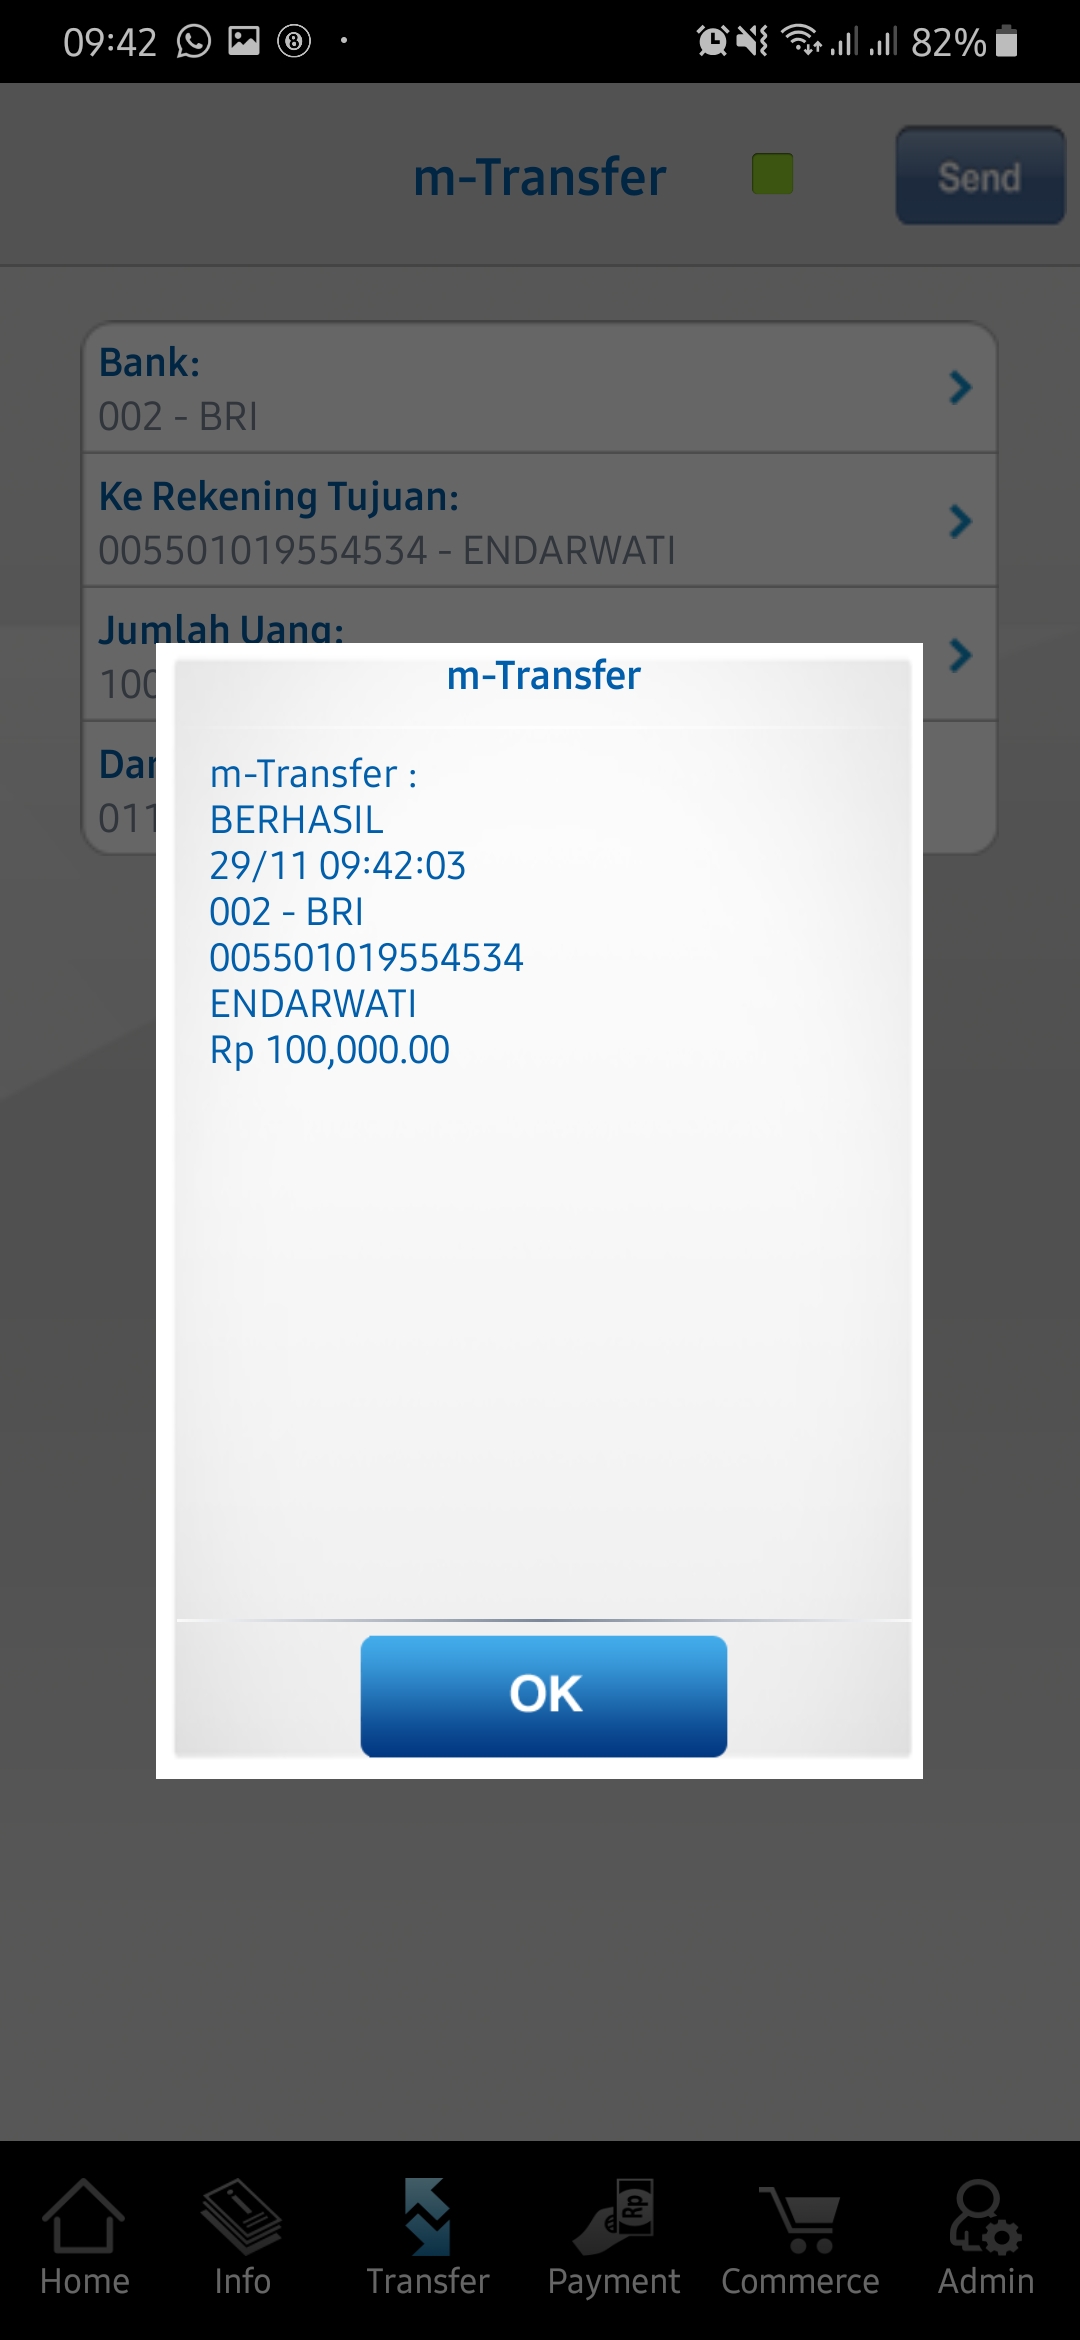 09:42
82%
m-Transfer
Send
Bank:
002 - BRI
Ke Rekening Tujuan:
005501019554534 - ENDARWATI
Jumlah Uang:
100
Dar
011
m-Transfer
m-Transfer :
BERHASIL
29/11 09:42:03
002 - BRI
005501019554534
ENDARWATI
Rp 100,000.00
OK
Rp
Home
Info
Transfer
Payment
Commerce
Admin